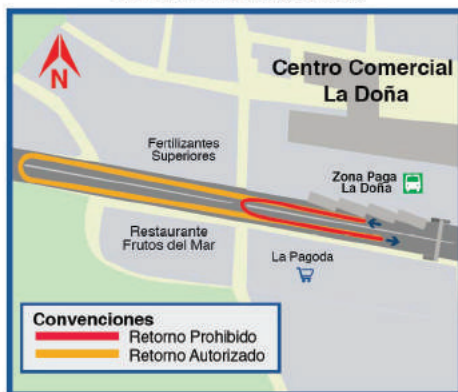 N
Centro Comercial
La Doña
Fertilizantes
Superiores
Zona Paga
La Doña
Restaurante
Frutos del Mar
La Pagoda
Convenciones
Retorno Prohibido
Retorno Autorizado